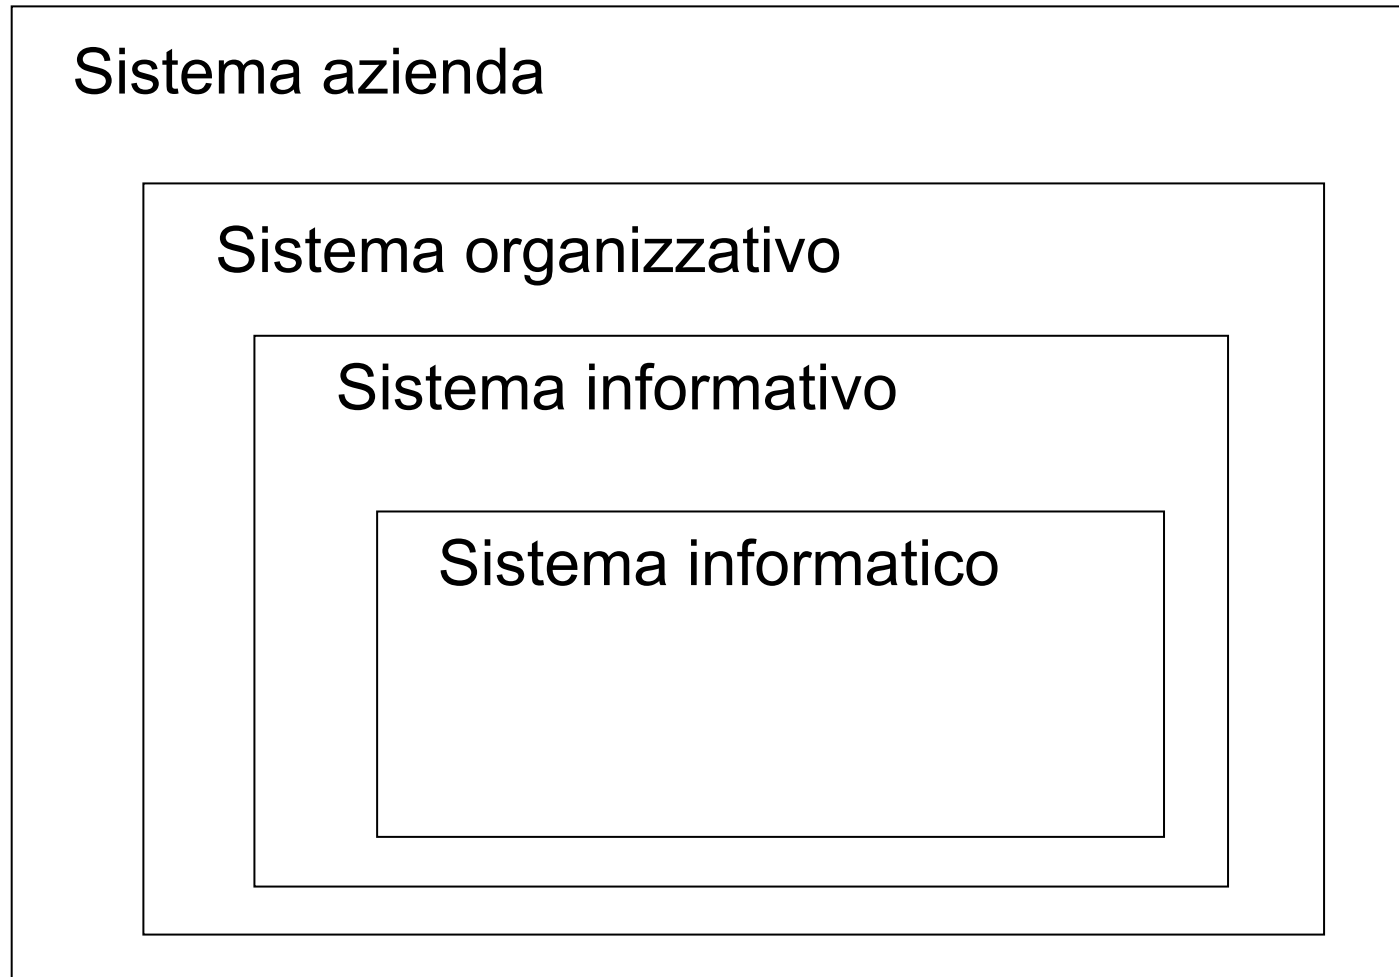 Sistema azienda
Sistema organizzativo
Sistema informativo
Sistema informatico